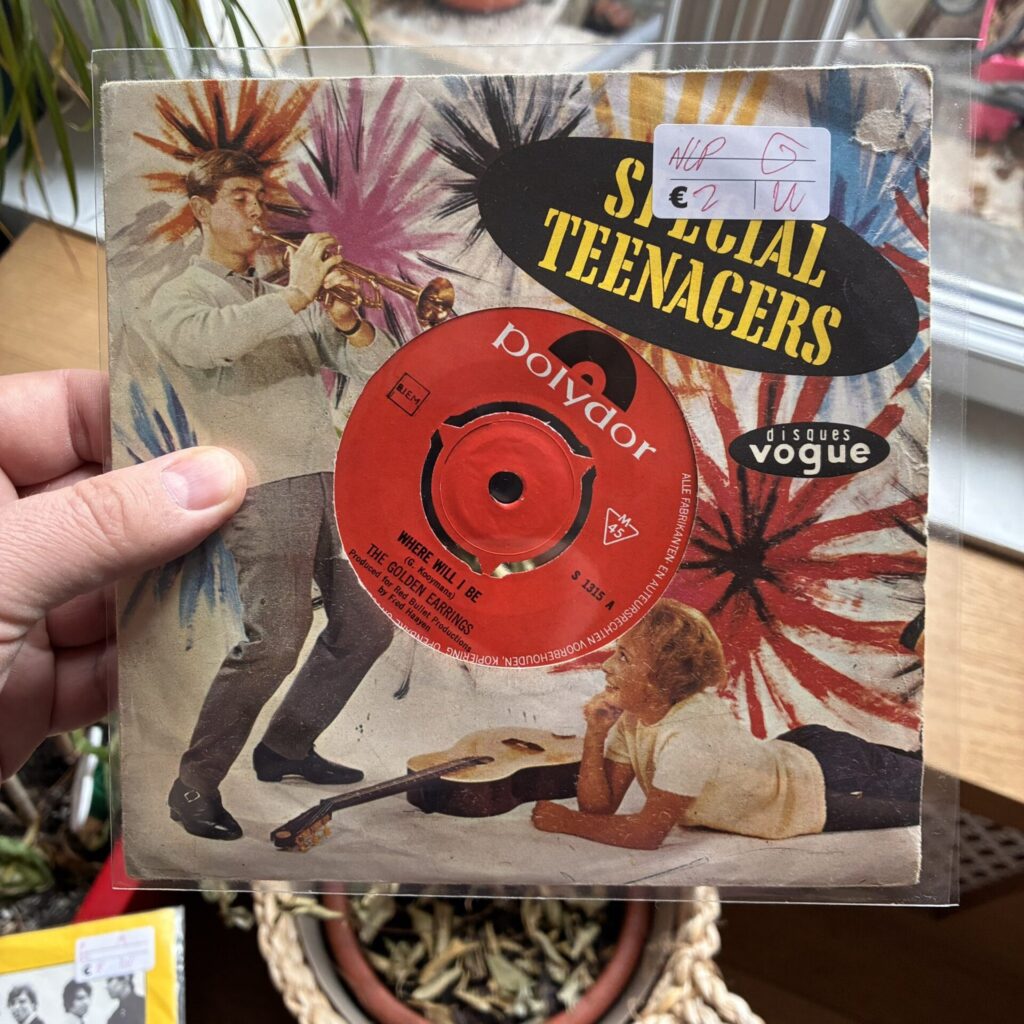 NLP G
€ 2 W
SPECIAL
TEENAGERS
disques
vogue
polydor
B.I.E.M
M
45
S 1315 A
WHERE WILL I BE
(G. Kooymans)
THE GOLDEN EARRINGS
Produced for Red Bullet Productions
by Fred Haayen
ALLE FABRIKANTEN- EN AUTEURSRECHTEN VOORBEHOUDEN, KOPIERING,
€